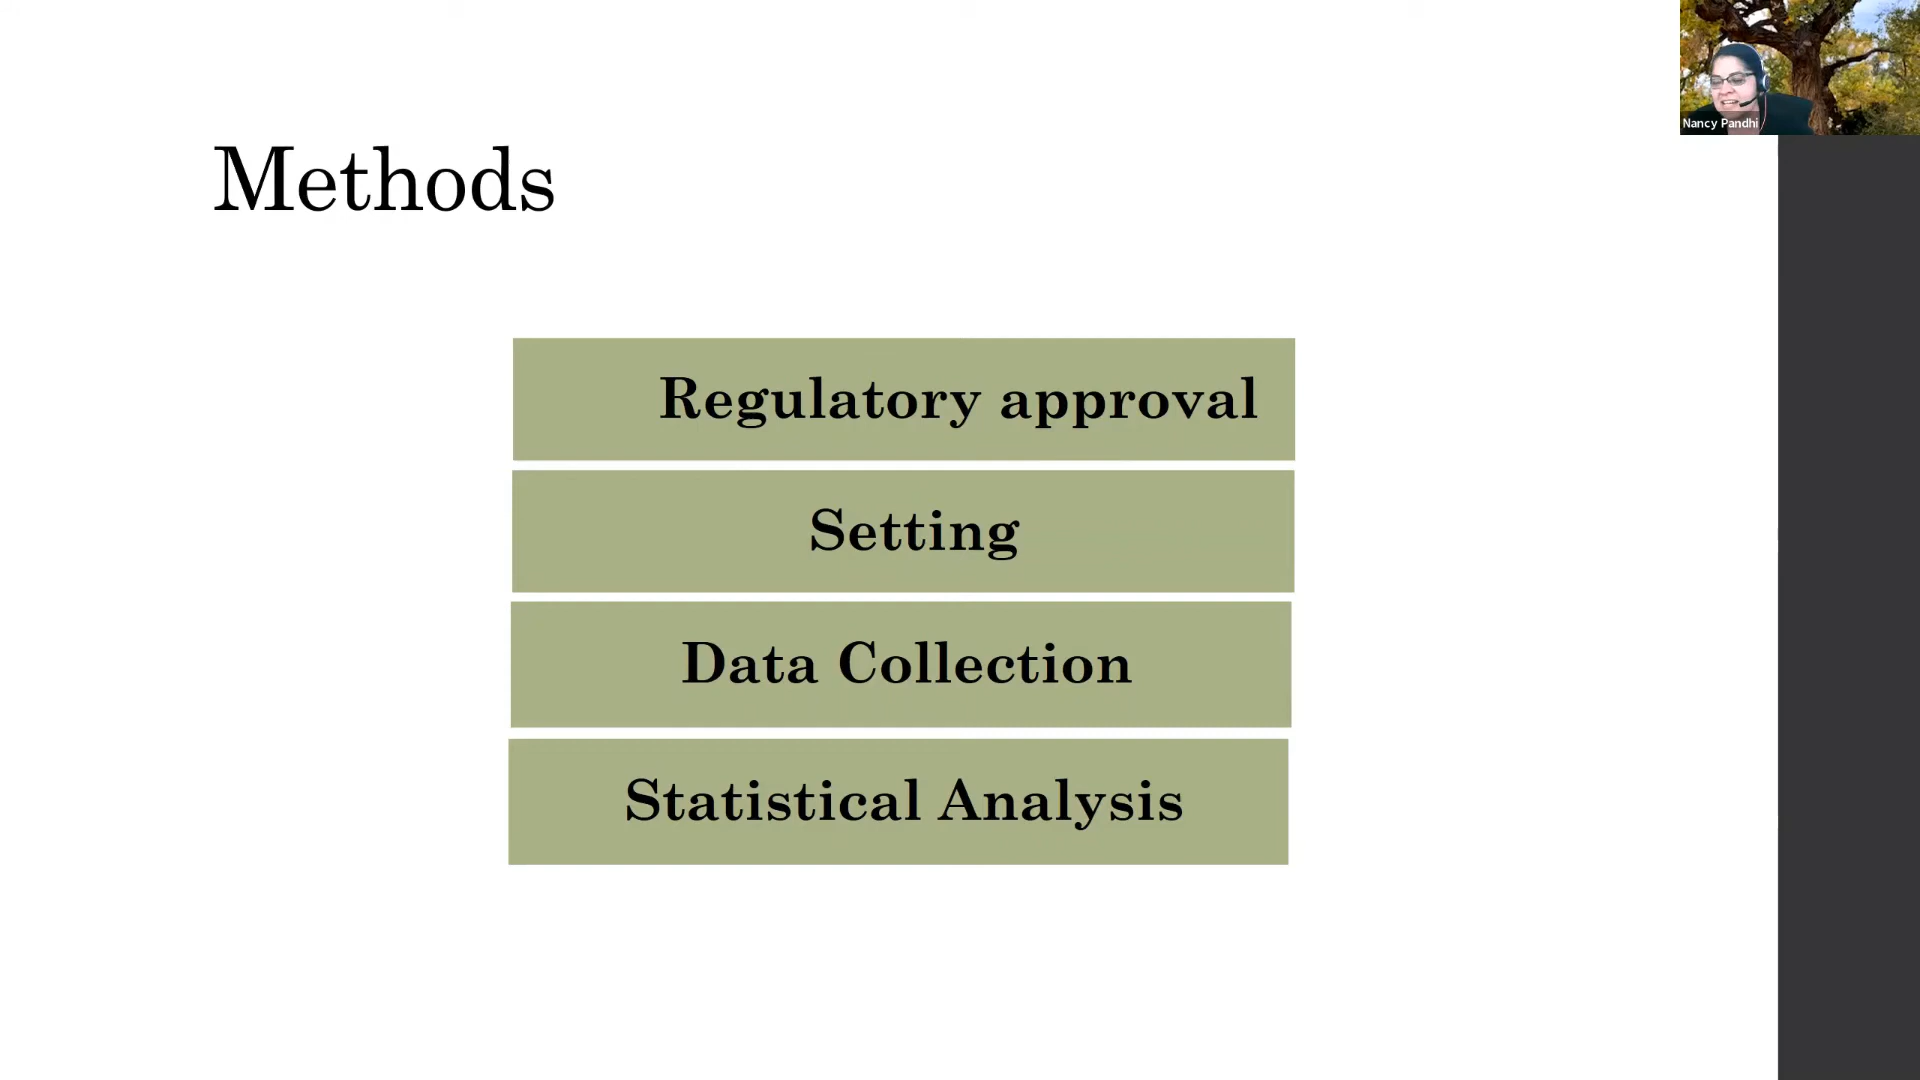 Nancy Pandhi
Methods
Regulatory approval
Setting
Data Collection
Statistical Analysis